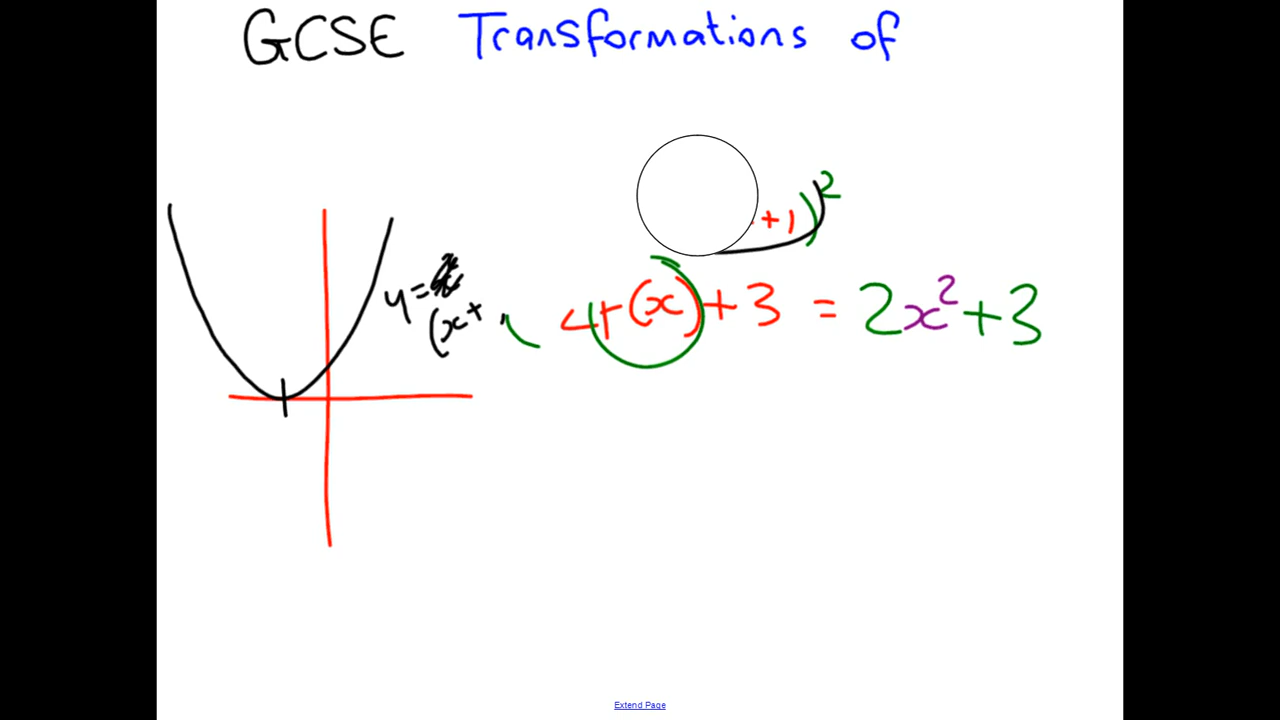 GCSE Transformations of
+1)²
y=
(x+
4f(x)+3 = 2x²+3
Extend Page